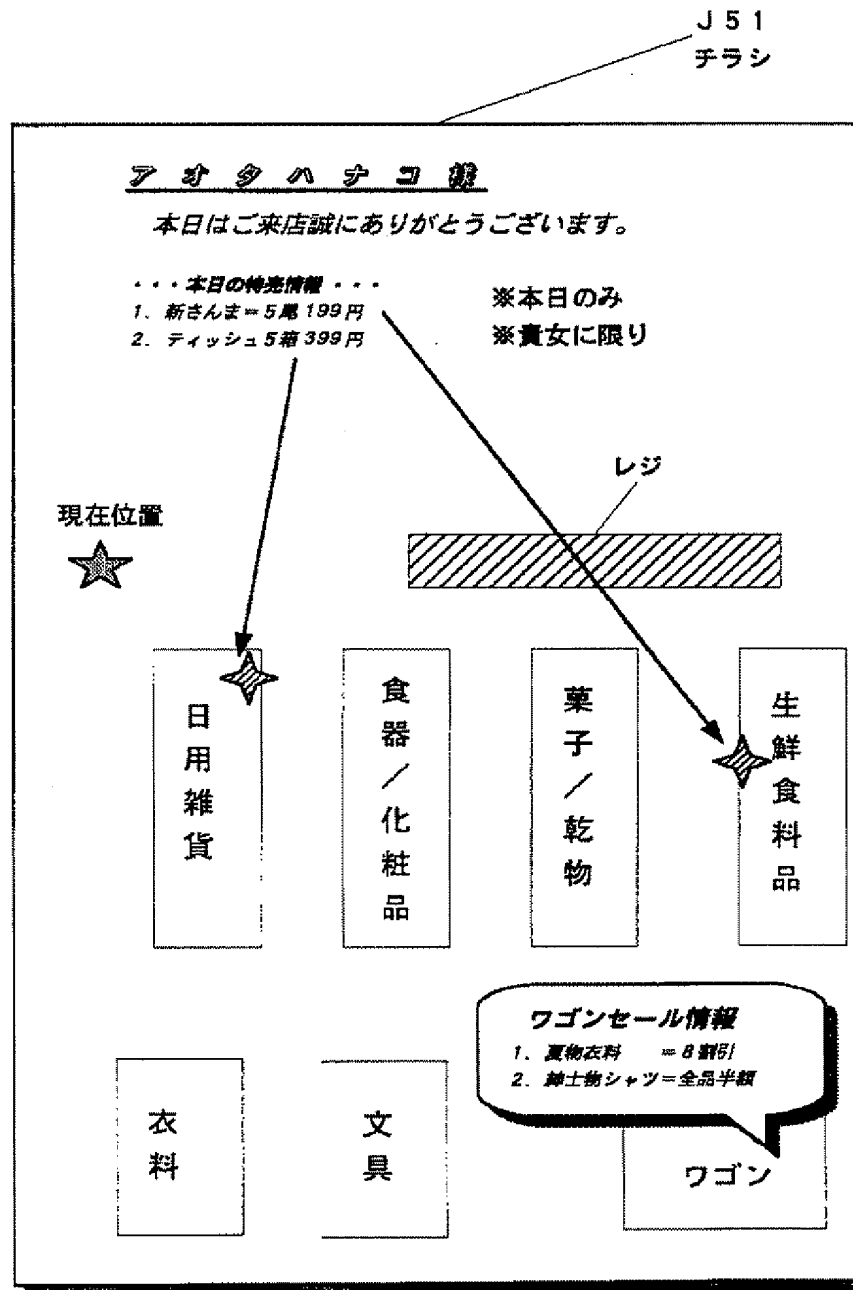 J51
チラシ
アオタハナコ様
本日はご来店誠にありがとうございます。
・・・本日の特売情報・・・
1. 新さんま=5尾199円
2. ティッシュ5箱399円
※本日のみ
※貴女に限り
レジ
現在位置
日用雑貨
食器/化粧品
菓子/乾物
生鮮食料品
ワゴンセール情報
1. 夏物衣料 =8割引
2. 紳士物シャツ=全品半額
衣料
文具
ワゴン